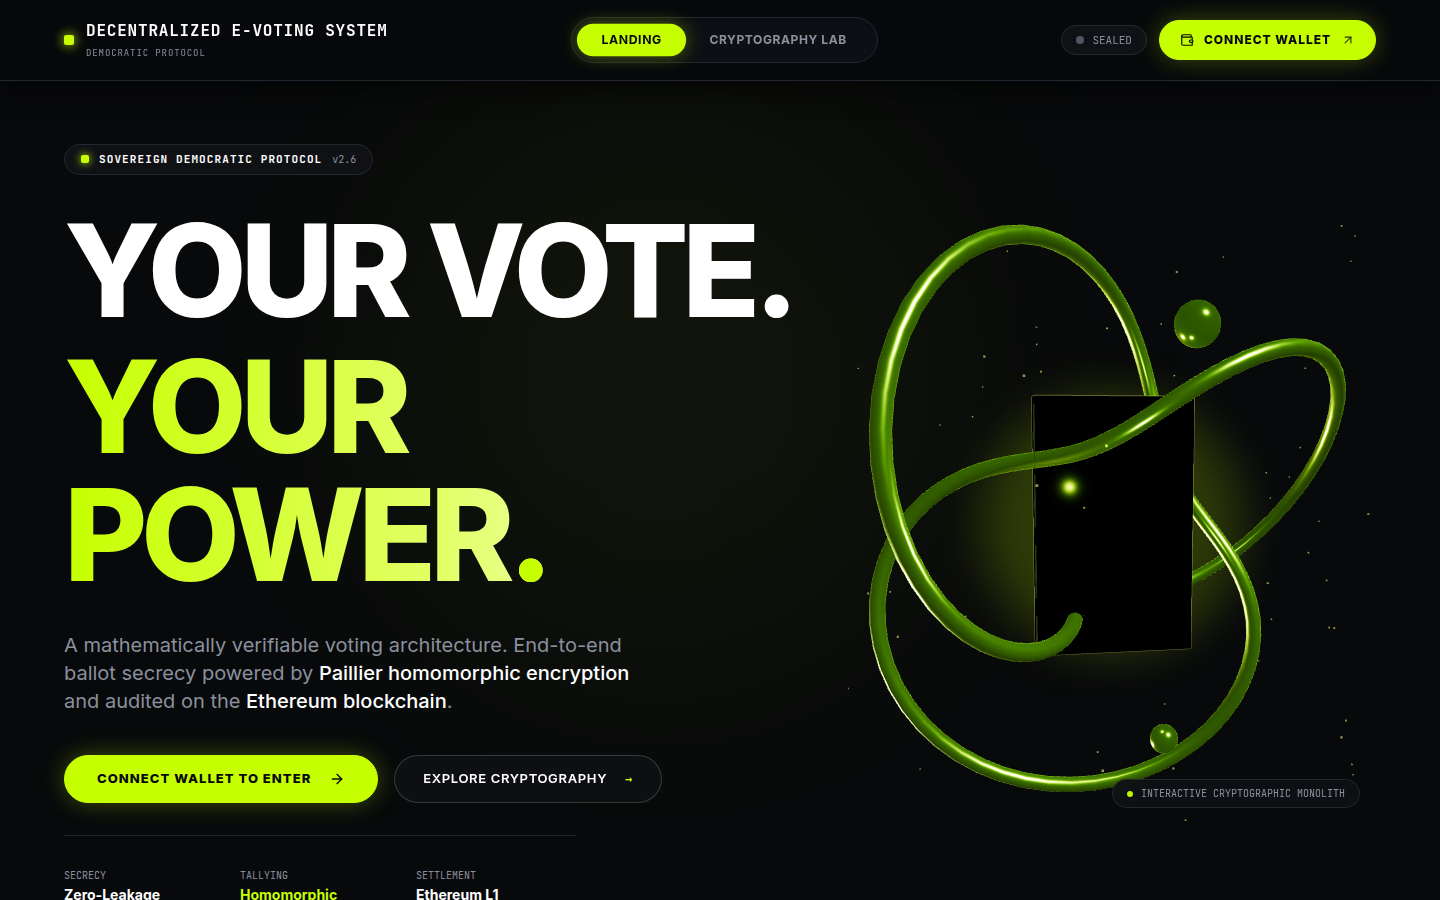 DECENTRALIZED E-VOTING SYSTEM
DEMOCRATIC PROTOCOL
LANDING
CRYPTOGRAPHY LAB
SEALED
CONNECT WALLET
SOVEREIGN DEMOCRATIC PROTOCOL v2.6
YOUR VOTE.
YOUR
POWER.
A mathematically verifiable voting architecture. End-to-end
ballot secrecy powered by Paillier homomorphic encryption
and audited on the Ethereum blockchain.
CONNECT WALLET TO ENTER →
EXPLORE CRYPTOGRAPHY →
INTERACTIVE CRYPTOGRAPHIC MONOLITH
SECRECY
Zero-Leakage
TALLYING
Homomorphic
SETTLEMENT
Ethereum L1